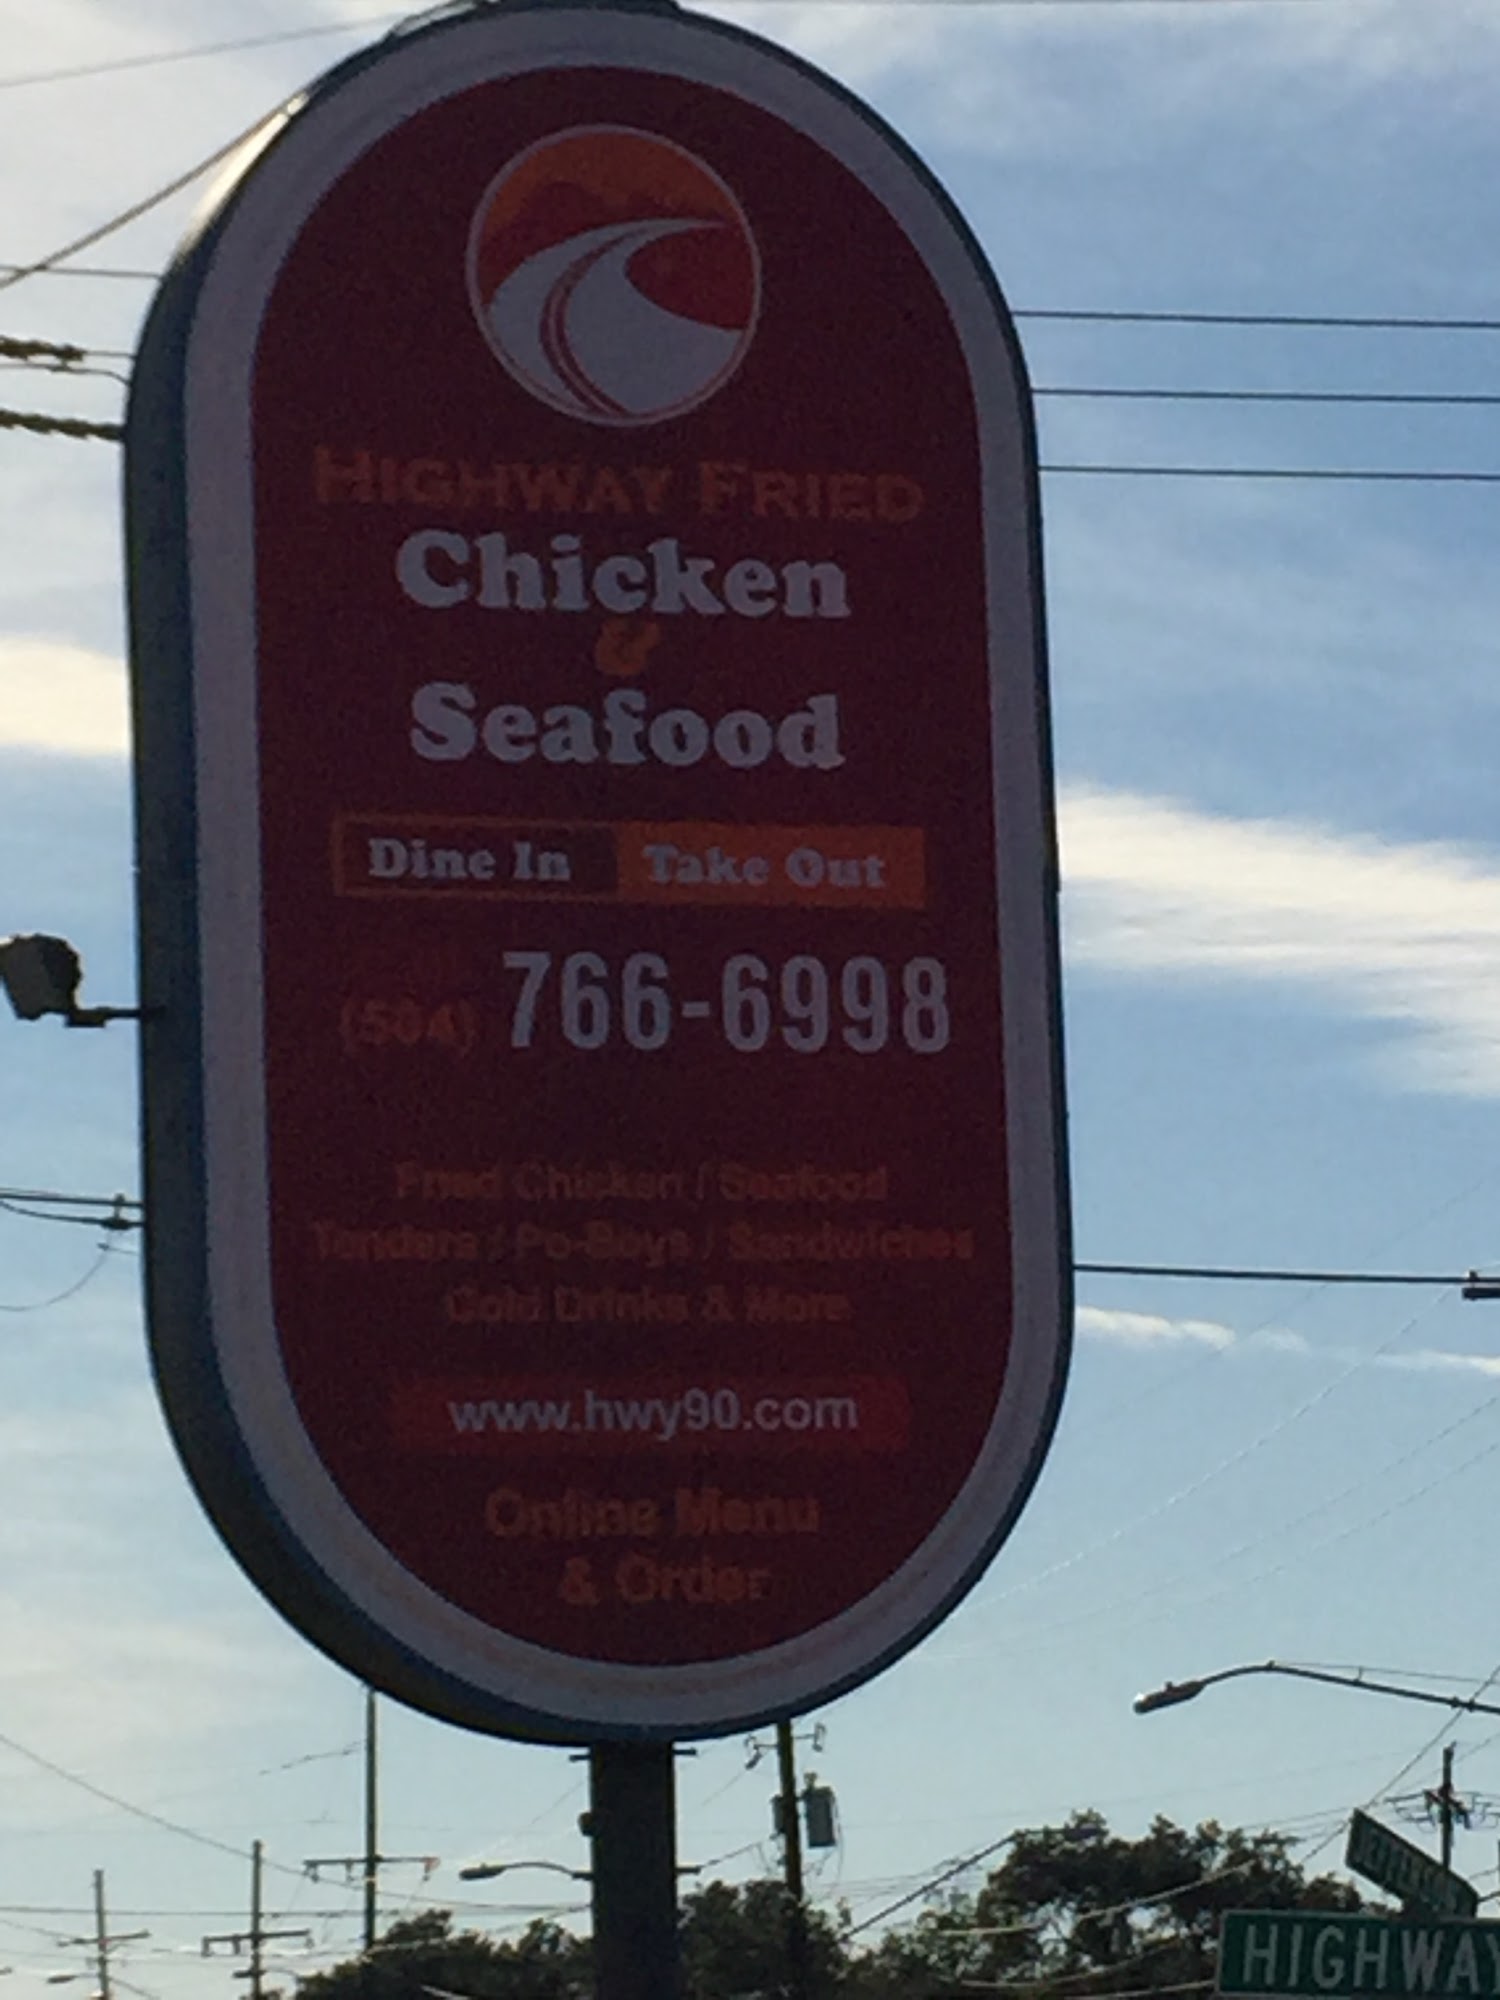 HIGHWAY FRIED
Chicken
&
Seafood
Dine In Take Out
(504) 766-6998
Fried Chicken / Seafood
Tenders / Po-Boys / Sandwiches
Cold Drinks & More
www.hwy90.com
Online Menu
& Order
JEFFERSON
HIGHWAY